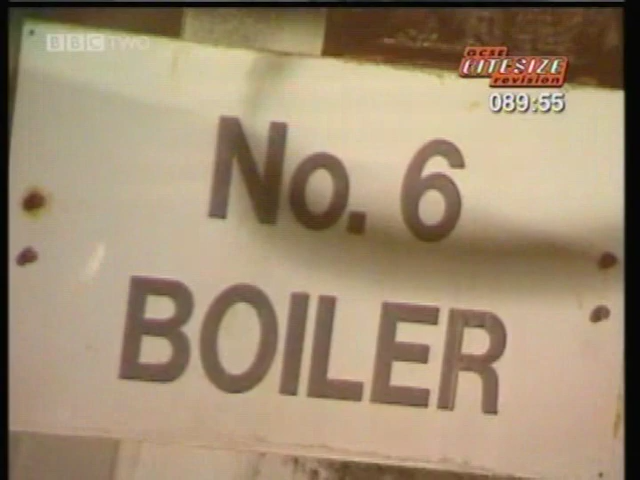 BBC TWO
GCSE
BITESIZE
revision
089:55
No. 6
BOILER